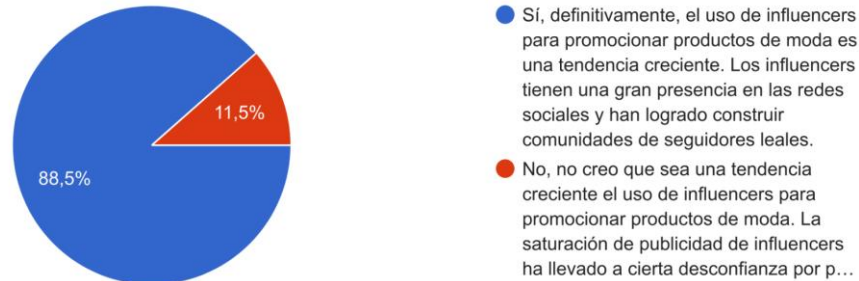 88,5%
11,5%
Sí, definitivamente, el uso de influencers
para promocionar productos de moda es
una tendencia creciente. Los influencers
tienen una gran presencia en las redes
sociales y han logrado construir
comunidades de seguidores leales.
No, no creo que sea una tendencia
creciente el uso de influencers para
promocionar productos de moda. La
saturación de publicidad de influencers
ha llevado a cierta desconfianza por p…